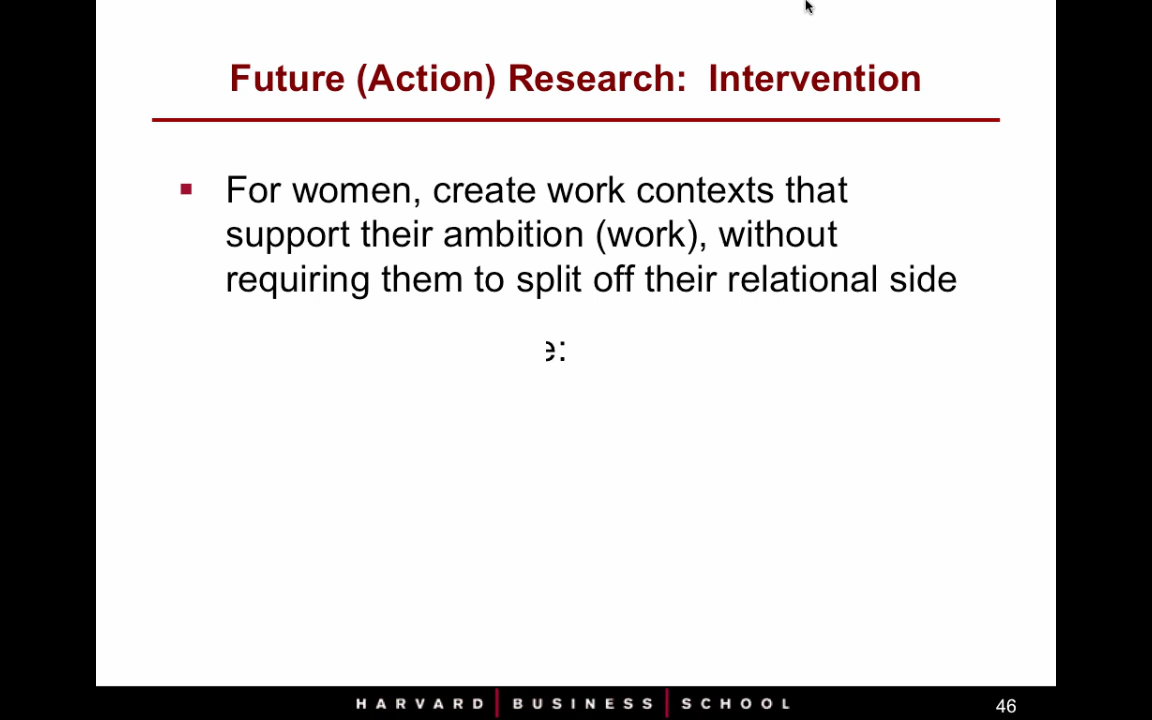 Future (Action) Research: Intervention
For women, create work contexts that
support their ambition (work), without
requiring them to split off their relational side
e:
HARVARD BUSINESS SCHOOL
46